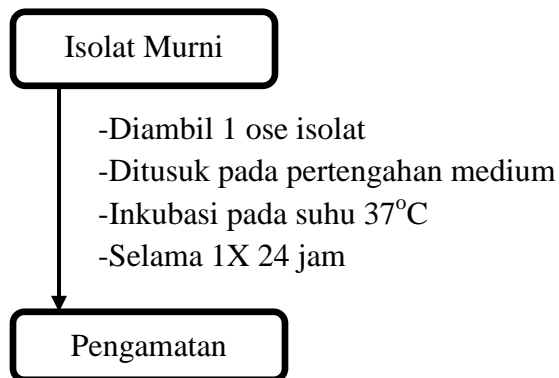 Isolat Murni
-Diambil 1 ose isolat
-Ditusuk pada pertengahan medium
-Inkubasi pada suhu 37°C
-Selama 1X 24 jam
Pengamatan